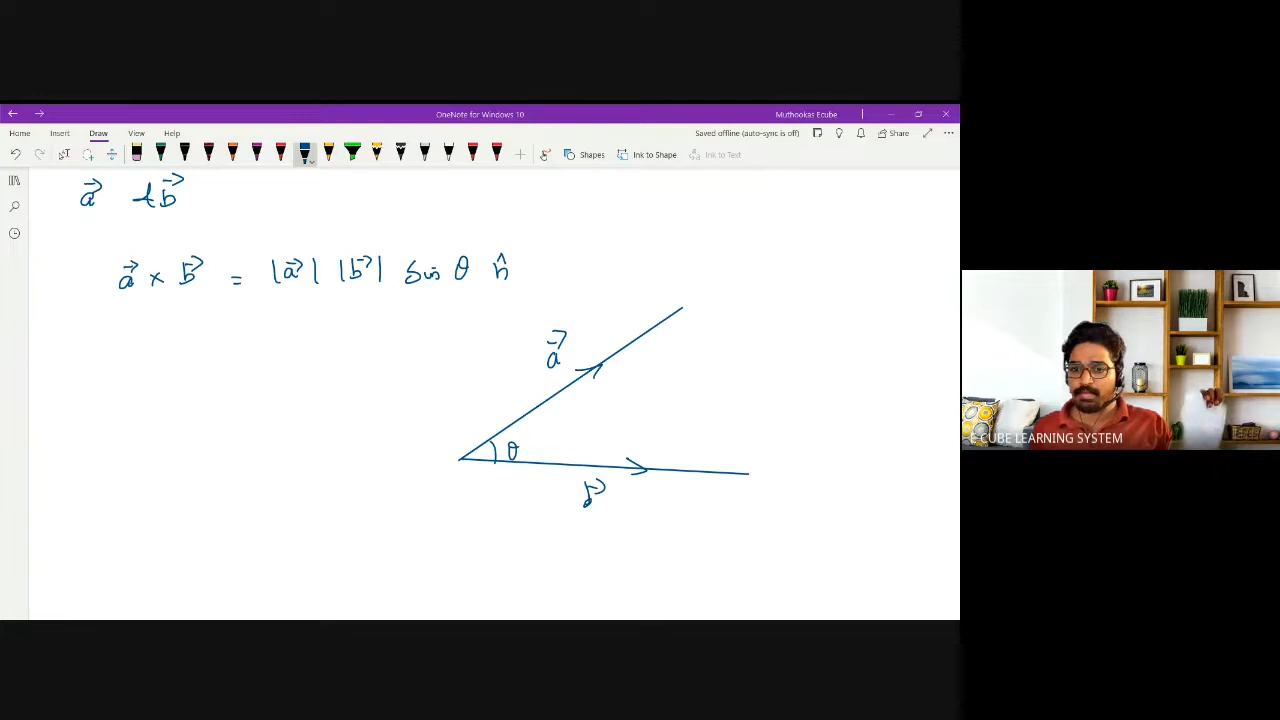 OneNote for Windows 10
Muthookas Ecube
Home Insert Draw View Help
Saved offline (auto-sync is off) Share
Shapes Ink to Shape Ink to Text
a⃗ & b⃗
a⃗ × b⃗ = |a⃗| |b⃗| Sin θ n̂
a⃗
θ
b⃗
E CUBE LEARNING SYSTEM